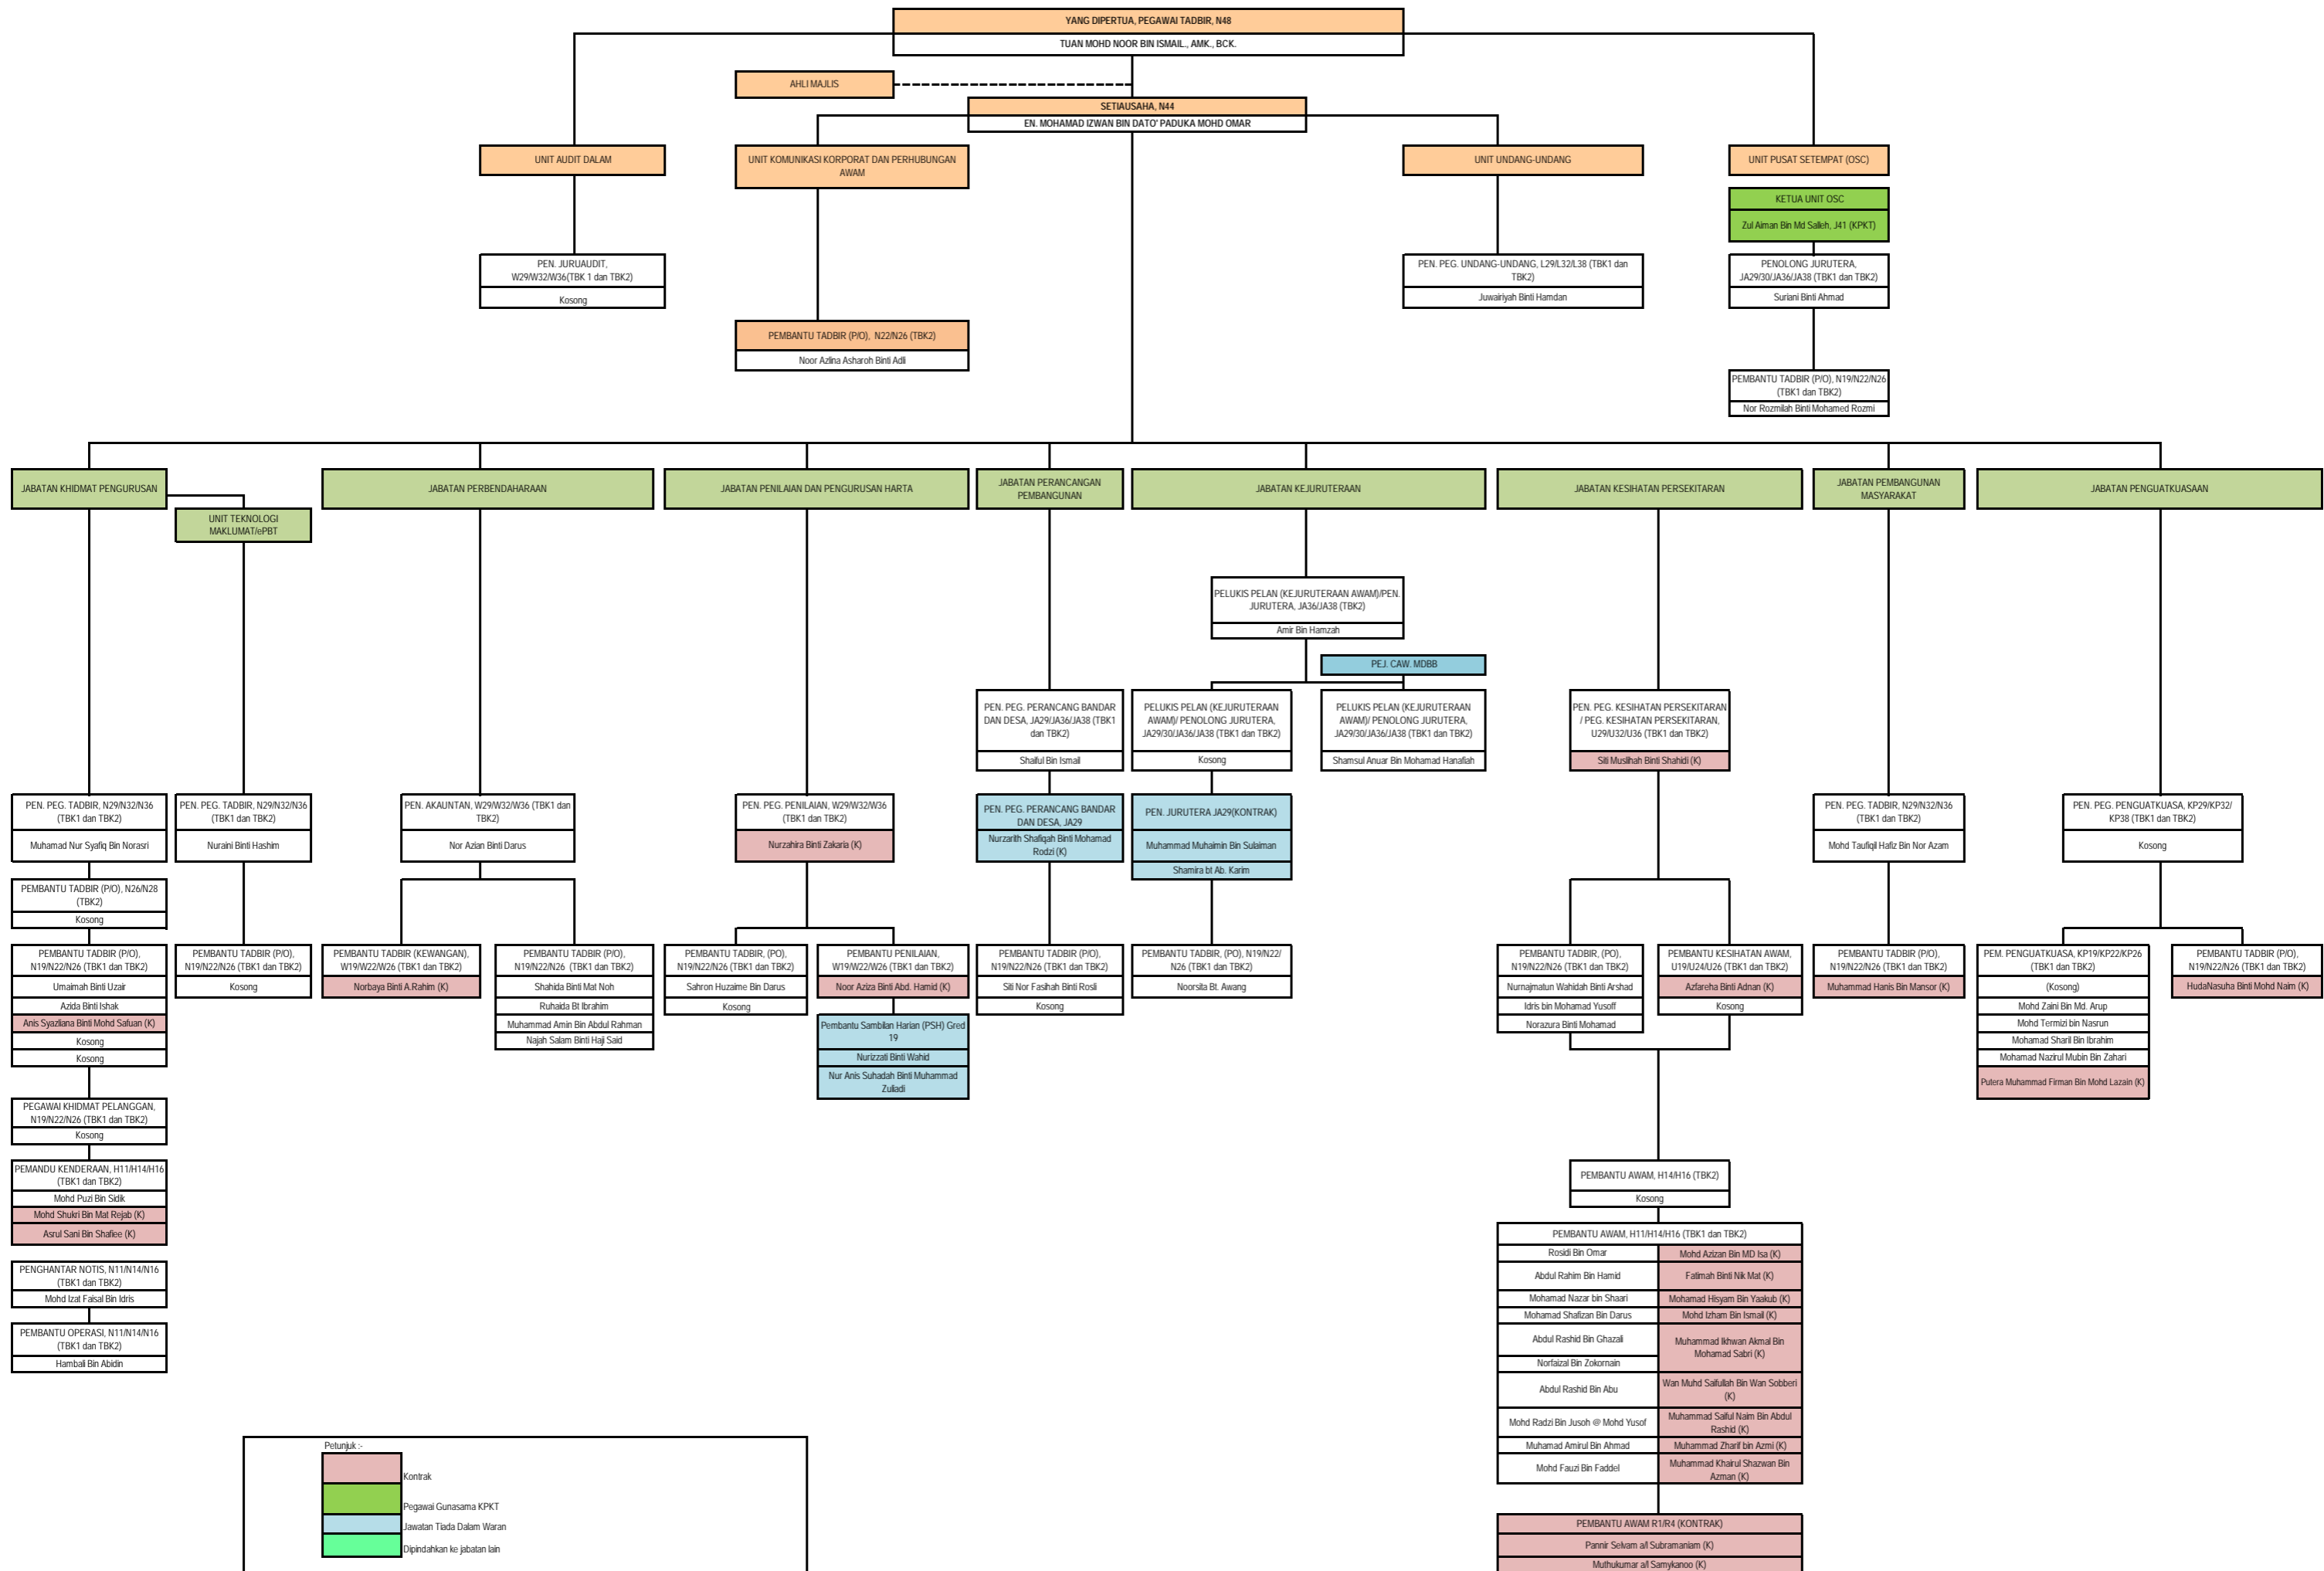 YANG DIPERTUA, PEGAWAI TADBIR, N48
TUAN MOHD NOOR BIN ISMAIL., AMK., BCK.
AHLI MAJLIS
SETIAUSAHA, N44
EN. MOHAMAD IZWAN BIN DATO' PADUKA MOHD OMAR
UNIT AUDIT DALAM
PEN. JURUAUDIT,
W29/W32/W36(TBK 1 dan TBK2)
Kosong
UNIT KOMUNIKASI KORPORAT DAN PERHUBUNGAN
AWAM
PEMBANTU TADBIR (P/O), N22/N26 (TBK2)
Noor Azlina Asharoh Binti Adli
UNIT UNDANG-UNDANG
PEN. PEG. UNDANG-UNDANG, L29/L32/L38 (TBK1 dan
TBK2)
Juwairiyah Binti Hamdan
UNIT PUSAT SETEMPAT (OSC)
KETUA UNIT OSC
Zul Aiman Bin Md Salleh, J41 (KPKT)
PENOLONG JURUTERA,
JA29/30/JA36/JA38 (TBK1 dan TBK2)
Suriani Binti Ahmad
PEMBANTU TADBIR (P/O), N19/N22/N26
(TBK1 dan TBK2)
Nor Rozmilah Binti Mohamed Rozmi
JABATAN KHIDMAT PENGURUSAN
PEN. PEG. TADBIR, N29/N32/N36
(TBK1 dan TBK2)
Muhamad Nur Syafiq Bin Norasri
PEMBANTU TADBIR (P/O), N26/N28
(TBK2)
Kosong
PEMBANTU TADBIR (P/O),
N19/N22/N26 (TBK1 dan TBK2)
Umaimah Binti Uzair
Azida Binti Ishak
Anis Syazliana Binti Mohd Safuan (K)
Kosong
Kosong
PEGAWAI KHIDMAT PELANGGAN,
N19/N22/N26 (TBK1 dan TBK2)
Kosong
PEMANDU KENDERAAN, H11/H14/H16
(TBK1 dan TBK2)
Mohd Puzi Bin Sidik
Mohd Shukri Bin Mat Rejab (K)
Asrul Sani Bin Shafiee (K)
PENGHANTAR NOTIS, N11/N14/N16
(TBK1 dan TBK2)
Mohd Izat Faisal Bin Idris
PEMBANTU OPERASI, N11/N14/N16
(TBK1 dan TBK2)
Hambali Bin Abidin
UNIT TEKNOLOGI
MAKLUMAT/ePBT
PEN. PEG. TADBIR, N29/N32/N36
(TBK1 dan TBK2)
Nuraini Binti Hashim
PEMBANTU TADBIR (P/O),
N19/N22/N26 (TBK1 dan TBK2)
Kosong
JABATAN PERBENDAHARAAN
PEN. AKAUNTAN, W29/W32/W36 (TBK1 dan
TBK2)
Nor Azian Binti Darus
PEMBANTU TADBIR (KEWANGAN),
W19/W22/W26 (TBK1 dan TBK2)
Norbaya Binti A.Rahim (K)
PEMBANTU TADBIR (P/O),
N19/N22/N26 (TBK1 dan TBK2)
Shahida Binti Mat Noh
Ruhaida Bt Ibrahim
Muhammad Amin Bin Abdul Rahman
Najah Salam Binti Haji Said
JABATAN PENILAIAN DAN PENGURUSAN HARTA
PEN. PEG. PENILAIAN, W29/W32/W36
(TBK1 dan TBK2)
Nurzahira Binti Zakaria (K)
PEMBANTU TADBIR, (PO),
N19/N22/N26 (TBK1 dan TBK2)
Sahron Huzaime Bin Darus
Kosong
PEMBANTU PENILAIAN,
W19/W22/W26 (TBK1 dan TBK2)
Noor Aziza Binti Abd. Hamid (K)
Pembantu Sambilan Harian (PSH) Gred
19
Nurizzati Binti Wahid
Nur Anis Suhadah Binti Muhammad
Zuliadi
JABATAN PERANCANGAN
PEMBANGUNAN
PEN. PEG. PERANCANG BANDAR
DAN DESA, JA29/JA36/JA38 (TBK1
dan TBK2)
Shaiful Bin Ismail
PEN. PEG. PERANCANG BANDAR
DAN DESA, JA29
Nurzarith Shafiqah Binti Mohamad
Rodzi (K)
PEMBANTU TADBIR (P/O),
N19/N22/N26 (TBK1 dan TBK2)
Siti Nor Fasihah Binti Rosli
Kosong
JABATAN KEJURUTERAAN
PELUKIS PELAN (KEJURUTERAAN AWAM)/PEN.
JURUTERA, JA36/JA38 (TBK2)
Amir Bin Hamzah
PEJ. CAW. MDBB
PELUKIS PELAN (KEJURUTERAAN
AWAM)/ PENOLONG JURUTERA,
JA29/30/JA36/JA38 (TBK1 dan TBK2)
Kosong
PELUKIS PELAN (KEJURUTERAAN
AWAM)/ PENOLONG JURUTERA,
JA29/30/JA36/JA38 (TBK1 dan TBK2)
Shamsul Anuar Bin Mohamad Hanafiah
PEN. JURUTERA JA29(KONTRAK)
Muhammad Muhaimin Bin Sulaiman
Shamira bt Ab. Karim
PEMBANTU TADBIR, (PO), N19/N22/
N26 (TBK1 dan TBK2)
Noorsita Bt. Awang
JABATAN KESIHATAN PERSEKITARAN
PEN. PEG. KESIHATAN PERSEKITARAN
/ PEG. KESIHATAN PERSEKITARAN,
U29/U32/U36 (TBK1 dan TBK2)
Siti Muslihah Binti Shahidi (K)
PEMBANTU TADBIR, (PO),
N19/N22/N26 (TBK1 dan TBK2)
Nurnajmatun Wahidah Binti Arshad
Idris bin Mohamad Yusoff
Norazura Binti Mohamad
PEMBANTU KESIHATAN AWAM,
U19/U24/U26 (TBK1 dan TBK2)
Azfareha Binti Adnan (K)
Kosong
PEMBANTU AWAM, H14/H16 (TBK2)
Kosong
PEMBANTU AWAM, H11/H14/H16 (TBK1 dan TBK2)
Rosidi Bin Omar
Mohd Azizan Bin MD Isa (K)
Abdul Rahim Bin Hamid
Fatimah Binti Nik Mat (K)
Mohamad Nazar bin Shaari
Mohamad Hisyam Bin Yaakub (K)
Mohamad Shafizan Bin Darus
Mohd Izham Bin Ismail (K)
Abdul Rashid Bin Ghazali
Muhammad Ikhwan Akmal Bin
Mohamad Sabri (K)
Norfaizal Bin Zokornain
Abdul Rashid Bin Abu
Wan Muhd Saifullah Bin Wan Sobberi
(K)
Mohd Radzi Bin Jusoh @ Mohd Yusof
Muhammad Saiful Naim Bin Abdul
Rashid (K)
Muhamad Amirul Bin Ahmad
Muhammad Zharif bin Azmi (K)
Mohd Fauzi Bin Faddel
Muhammad Khairul Shazwan Bin
Azman (K)
PEMBANTU AWAM R1/R4 (KONTRAK)
Pannir Selvam a/l Subramaniam (K)
Muthukumar a/l Samykanoo (K)
JABATAN PEMBANGUNAN
MASYARAKAT
PEN. PEG. TADBIR, N29/N32/N36
(TBK1 dan TBK2)
Mohd Taufiqil Hafiz Bin Nor Azam
PEMBANTU TADBIR (P/O),
N19/N22/N26 (TBK1 dan TBK2)
Muhammad Hanis Bin Mansor (K)
JABATAN PENGUATKUASAAN
PEN. PEG. PENGUATKUASA, KP29/KP32/
KP38 (TBK1 dan TBK2)
Kosong
PEM. PENGUATKUASA, KP19/KP22/KP26
(TBK1 dan TBK2)
(Kosong)
Mohd Zaini Bin Md. Arup
Mohd Termizi bin Nasrun
Mohamad Sharil Bin Ibrahim
Mohamad Nazirul Mubin Bin Zahari
Putera Muhammad Firman Bin Mohd Lazain (K)
PEMBANTU TADBIR (P/O),
N19/N22/N26 (TBK1 dan TBK2)
HudaNasuha Binti Mohd Naim (K)
Petunjuk :-
Kontrak
Pegawai Gunasama KPKT
Jawatan Tiada Dalam Waran
Dipindahkan ke jabatan lain